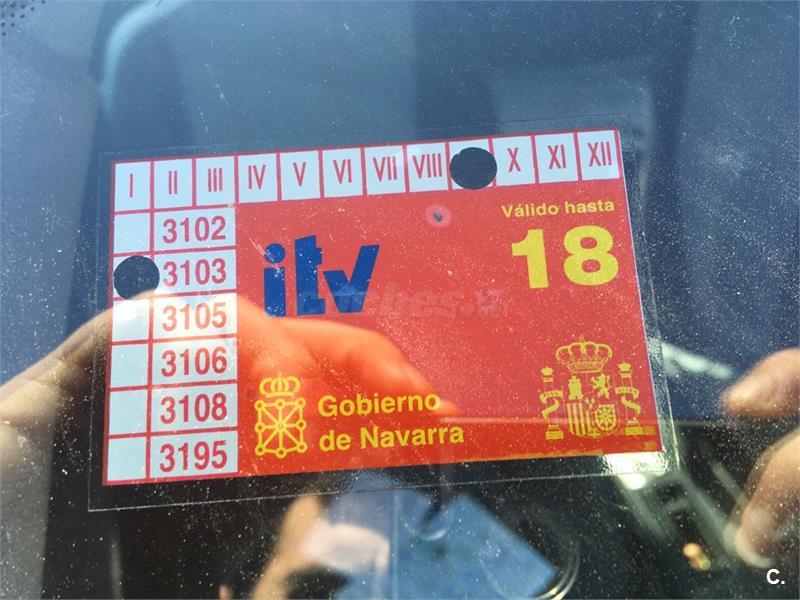 I II III IV V VI VII VIII X XI XII
Válido hasta
18
3102
3103
3105
3106
3108
3195
itv
Gobierno
de Navarra
C.